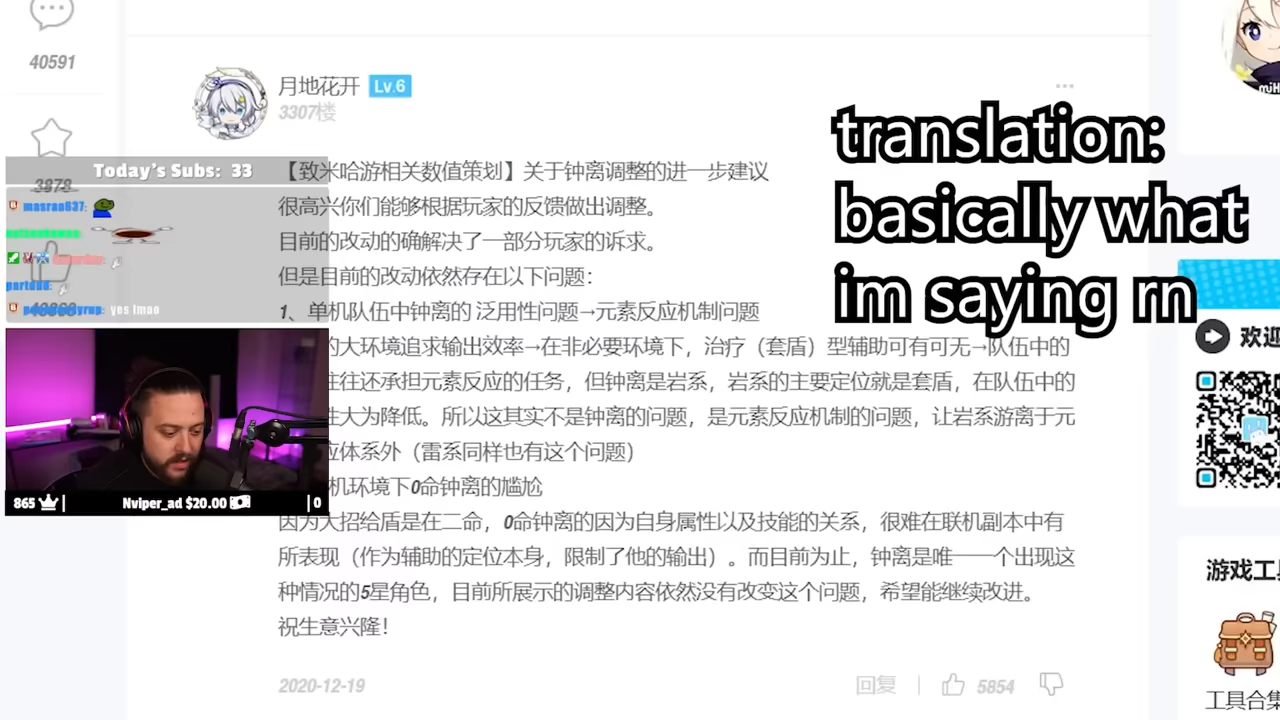 40591
月地花开 Lv.6
3307楼
translation:
basically what
im saying rn
3878
Today's Subs: 33
masraa637:
【致米哈游相关数值策划】关于钟离调整的进一步建议
很高兴你们能够根据玩家的反馈做出调整。
目前的改动的确解决了一部分玩家的诉求。
但是目前的改动依然存在以下问题：
yes lmao
1、单机队伍中钟离的 泛用性问题→元素反应机制问题
的大环境追求输出效率→在非必要环境下，治疗（套盾）型辅助可有可无→队伍中的
往往还承担元素反应的任务，但钟离是岩系，岩系的主要定位就是套盾，在队伍中的
性大为降低。所以这其实不是钟离的问题，是元素反应机制的问题，让岩系游离于元
应体系外（雷系同样也有这个问题）
机环境下0命钟离的尴尬
865 Nviper_ad $20.00 0
因为大招给盾是在二命，0命钟离的因为自身属性以及技能的关系，很难在联机副本中有
所表现（作为辅助的定位本身，限制了他的输出）。而目前为止，钟离是唯一一个出现这
种情况的5星角色，目前所展示的调整内容依然没有改变这个问题，希望能继续改进。
祝生意兴隆！
2020-12-19
回复 5854
miH
欢迎
游戏工
工具合集